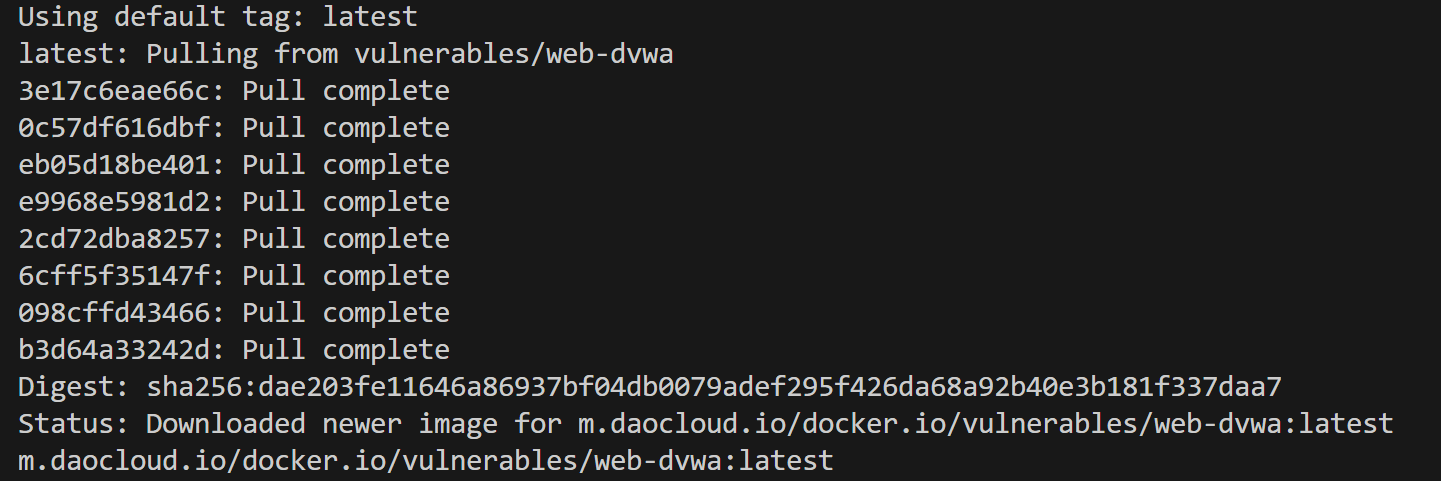 Using default tag: latest
latest: Pulling from vulnerables/web-dvwa
3e17c6eae66c: Pull complete
0c57df616dbf: Pull complete
eb05d18be401: Pull complete
e9968e5981d2: Pull complete
2cd72dba8257: Pull complete
6cff5f35147f: Pull complete
098cffd43466: Pull complete
b3d64a33242d: Pull complete
Digest: sha256:dae203fe11646a86937bf04db0079adef295f426da68a92b40e3b181f337daa7
Status: Downloaded newer image for m.daocloud.io/docker.io/vulnerables/web-dvwa:latest
m.daocloud.io/docker.io/vulnerables/web-dvwa:latest